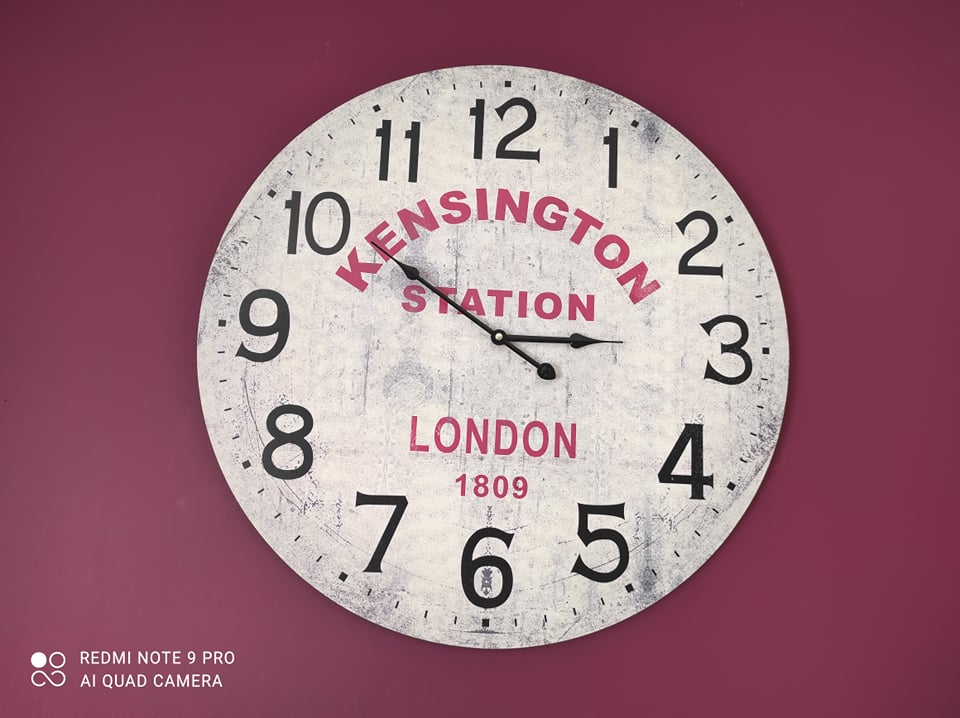 12
11 1
10 2
KENSINGTON
STATION
9 3
LONDON
8 4
1809
7 5
6
REDMI NOTE 9 PRO
AI QUAD CAMERA